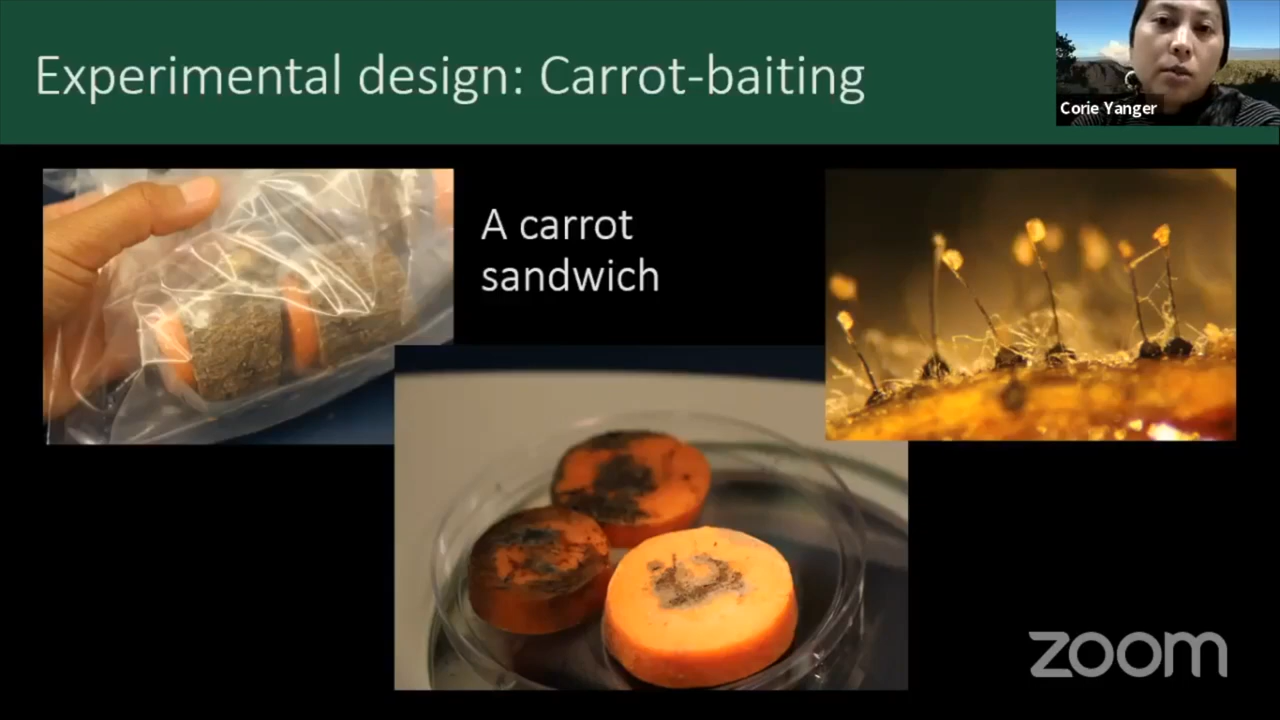 Experimental design: Carrot-baiting
Corie Yanger
A carrot
sandwich
zoom